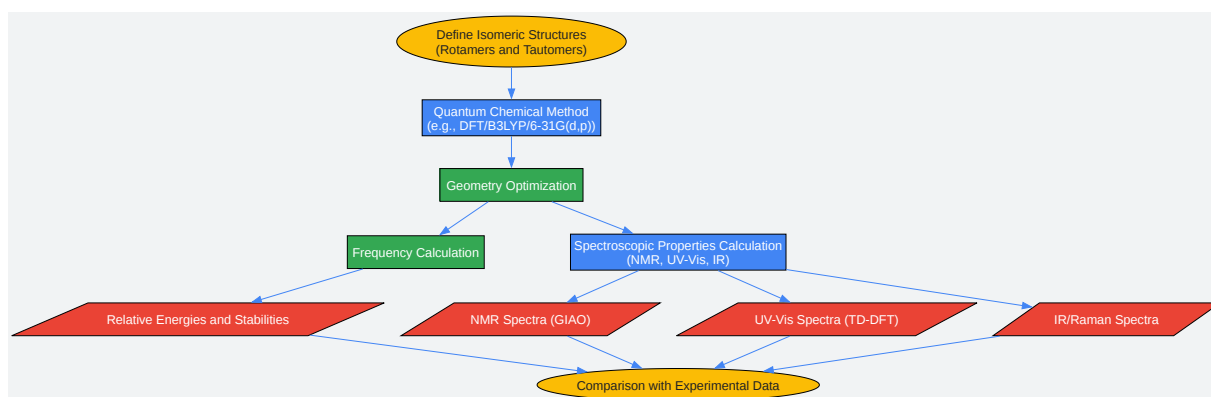 Define Isomeric Structures
(Rotamers and Tautomers)
Quantum Chemical Method
(e.g., DFT/B3LYP/6-31G(d,p))
Geometry Optimization
Frequency Calculation
Spectroscopic Properties Calculation
(NMR, UV-Vis, IR)
Relative Energies and Stabilities
NMR Spectra (GIAO)
UV-Vis Spectra (TD-DFT)
IR/Raman Spectra
Comparison with Experimental Data